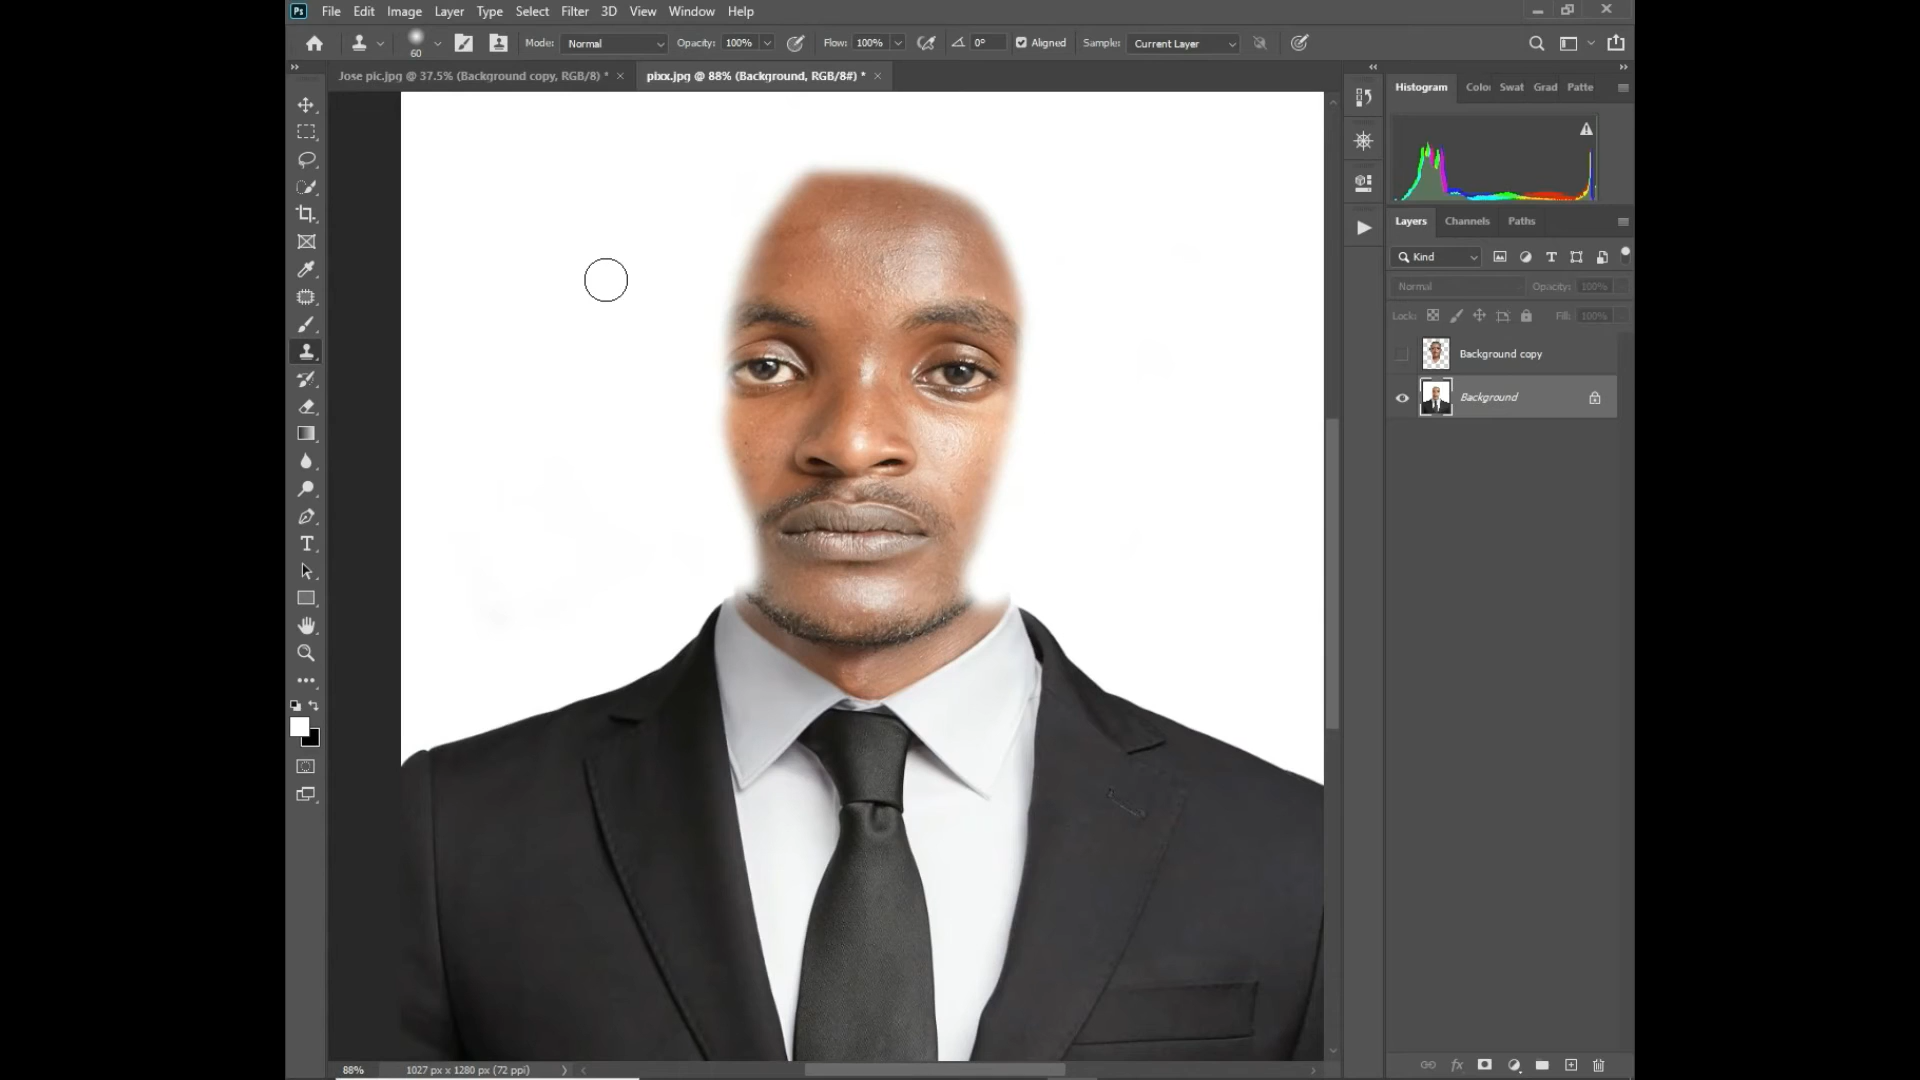 Ps File Edit Image Layer Type Select Filter 3D View Window Help
60 Mode: Normal Opacity: 100% Flow: 100% 0° Aligned Sample: Current Layer
Jose pic.jpg @ 37.5% (Background copy, RGB/8) * × pixx.jpg @ 88% (Background, RGB/8#) * ×
Histogram Color Swat Grad Patte
Layers Channels Paths
Kind
Normal Opacity: 100%
Lock: Fill: 100%
Background copy
Background
88% 1027 px x 1280 px (72 ppi)